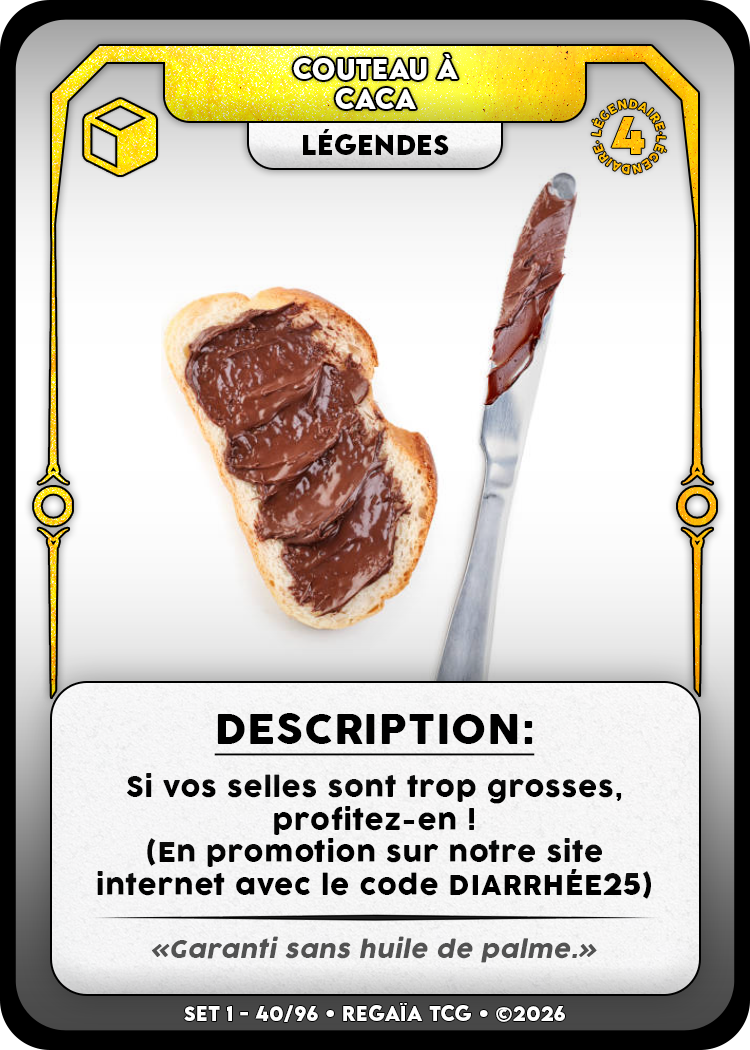 COUTEAU À
CACA
LÉGENDES
LÉGENDAIRE•LÉGENDAIRE•
4
DESCRIPTION:
Si vos selles sont trop grosses,
profitez-en !
(En promotion sur notre site
internet avec le code DIARRHÉE25)
«Garanti sans huile de palme.»
SET 1 - 40/96 • REGAÏA TCG • ©2026